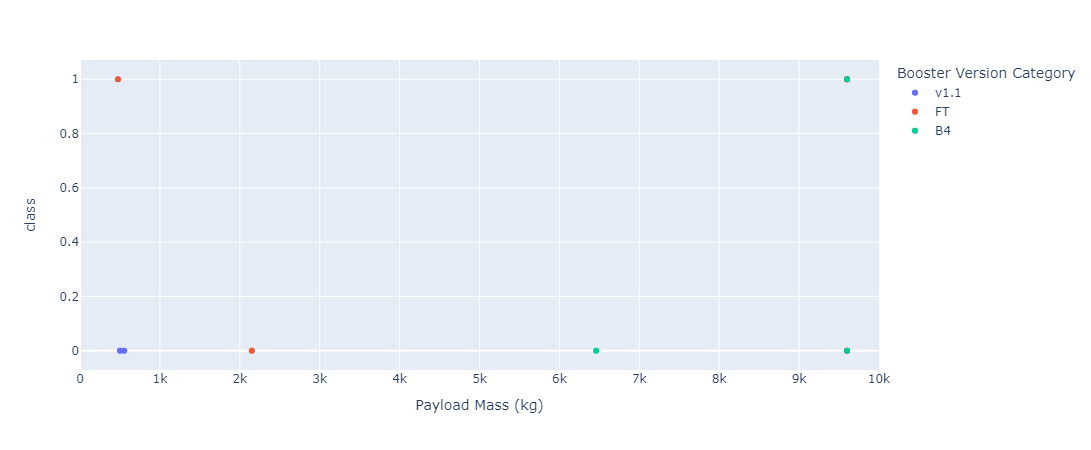 Booster Version Category
v1.1
FT
B4
class
1
0.8
0.6
0.4
0.2
0
0 1k 2k 3k 4k 5k 6k 7k 8k 9k 10k
Payload Mass (kg)